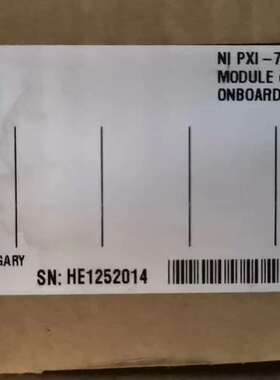 NI PXI-7
MODULE
ONBOARD
GARY
SN: HE1252014